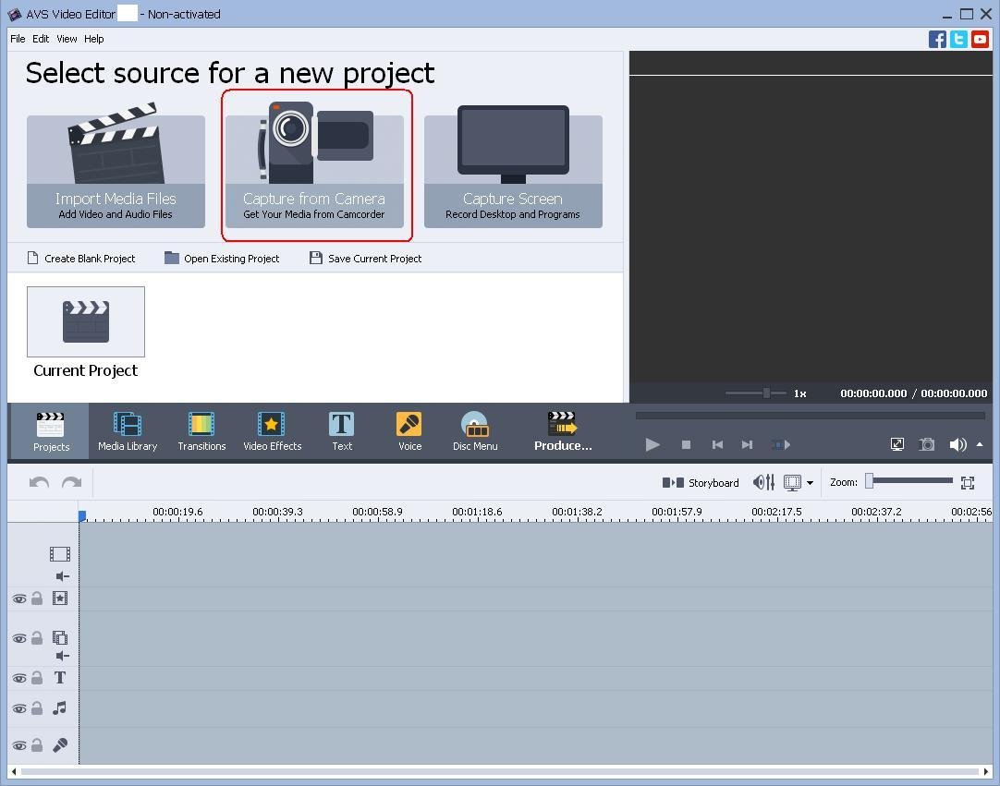 AVS Video Editor - Non-activated
File Edit View Help
Select source for a new project
Import Media Files
Add Video and Audio Files
Capture from Camera
Get Your Media from Camcorder
Capture Screen
Record Desktop and Programs
Create Blank Project
Open Existing Project
Save Current Project
Current Project
1x
00:00:00.000 / 00:00:00.000
Projects
Media Library
Transitions
Video Effects
T
Text
Voice
Disc Menu
Produce...
Storyboard
Zoom:
00:00:19.6 00:00:39.3 00:00:58.9 00:01:18.6 00:01:38.2 00:01:57.9 00:02:17.5 00:02:37.2 00:02:56
T